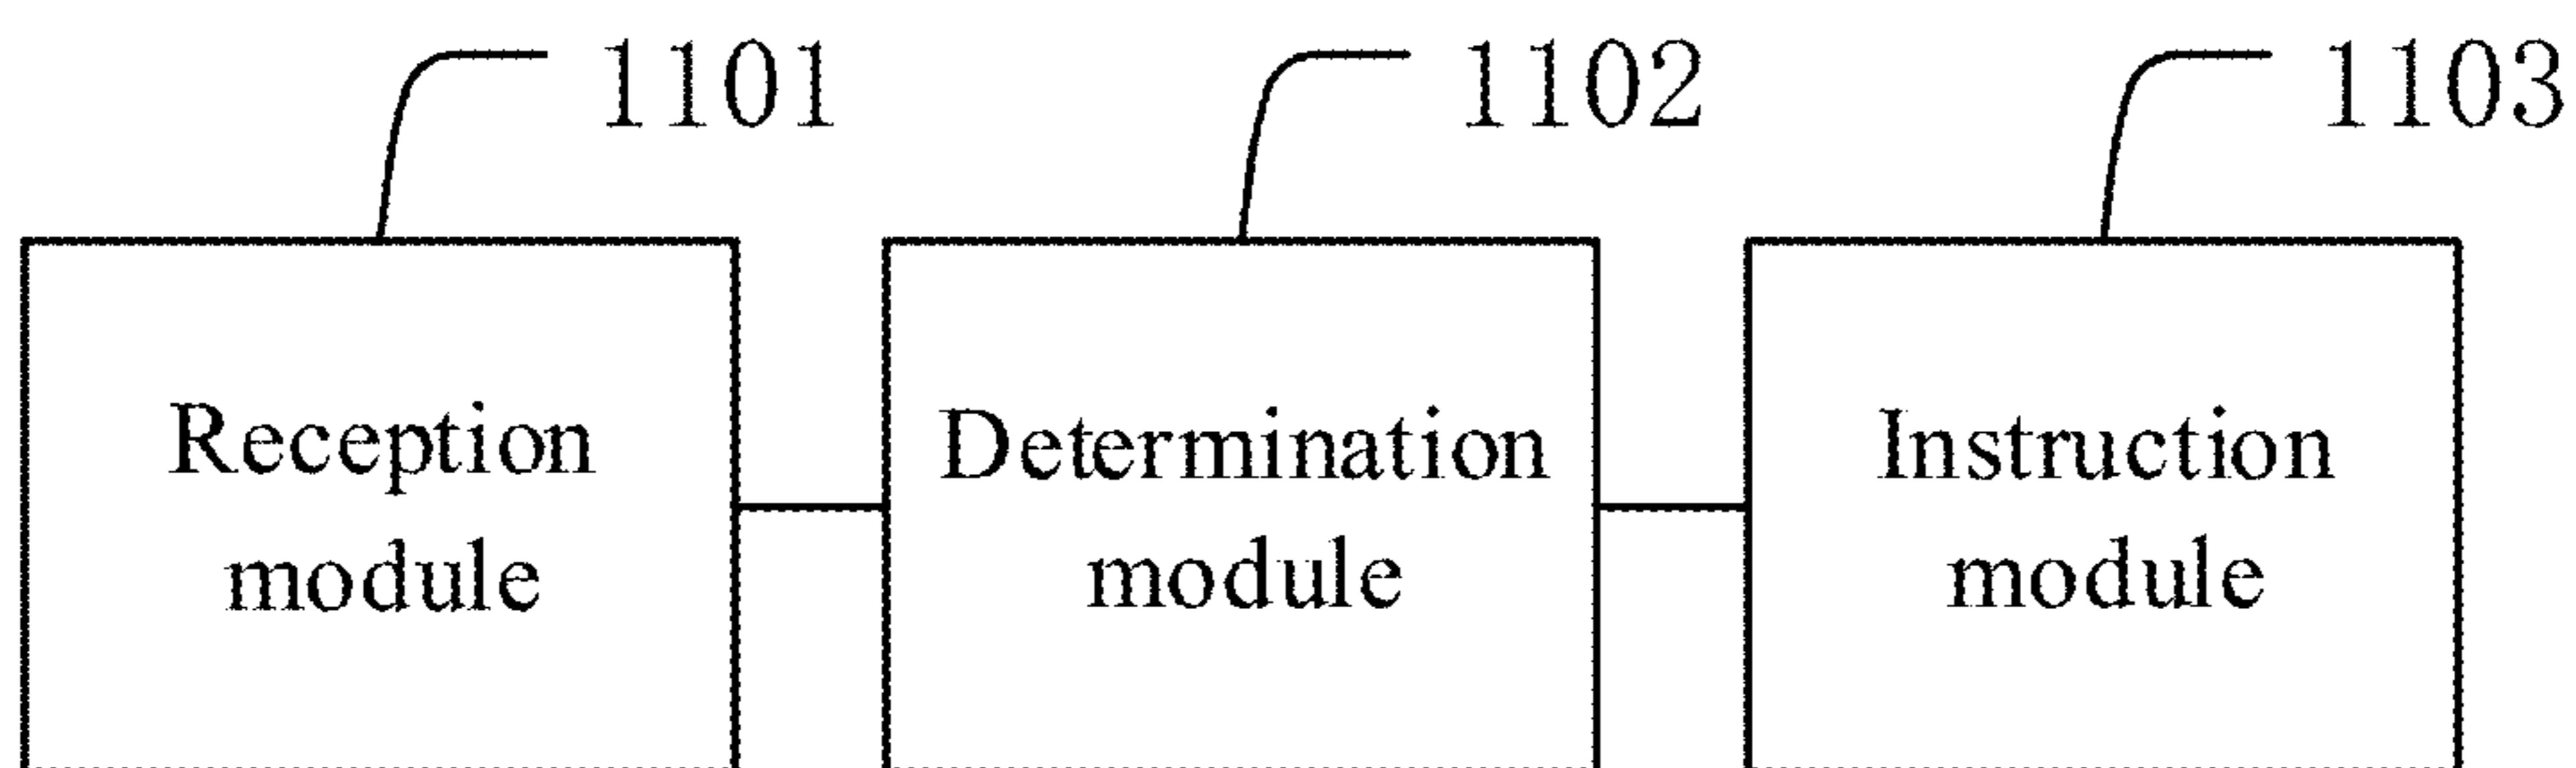 1101
1102
1103
Reception
module
Determination
module
Instruction
module